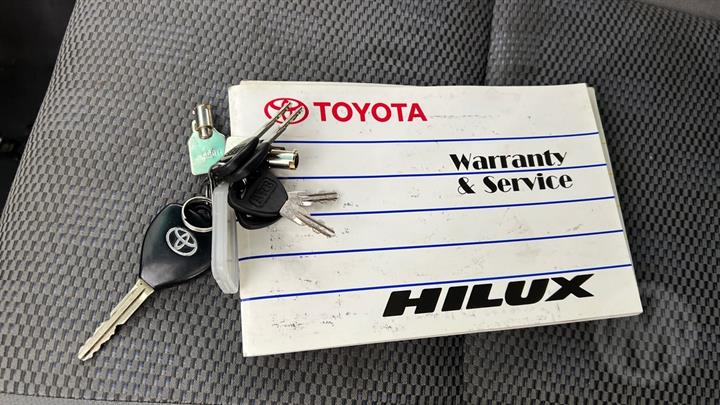 TOYOTA
Warranty
& Service
HILUX